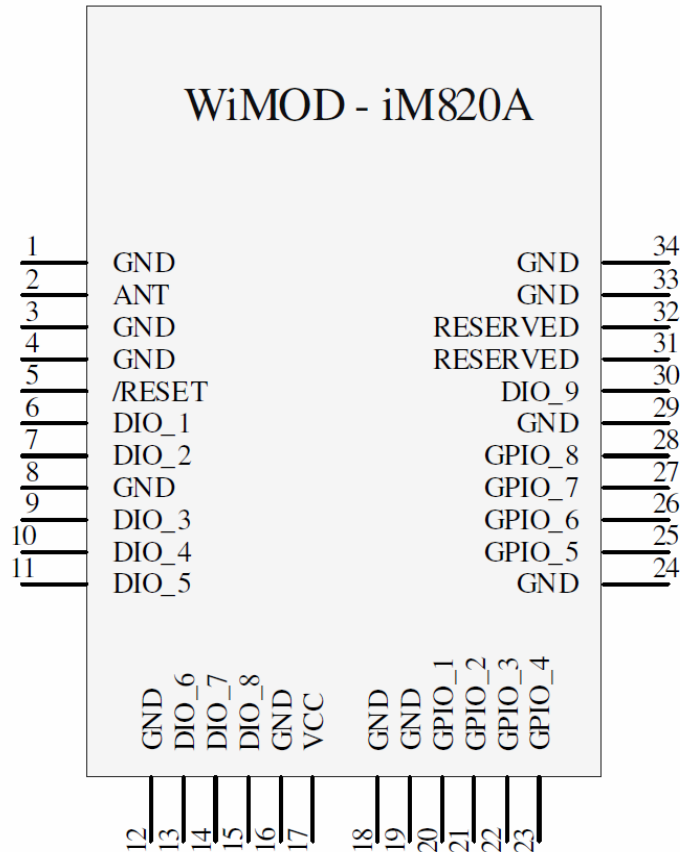 WiMOD - iM820A
1 GND GND 34
2 ANT GND 33
3 GND RESERVED 32
4 GND RESERVED 31
5 /RESET DIO_9 30
6 DIO_1 GND 29
7 DIO_2 GPIO_8 28
8 GND GPIO_7 27
9 DIO_3 GPIO_6 26
10 DIO_4 GPIO_5 25
11 DIO_5 GND 24
GND DIO_6 DIO_7 DIO_8 GND VCC GND GND GPIO_1 GPIO_2 GPIO_3 GPIO_4
12 13 14 15 16 17 18 19 20 21 22 23